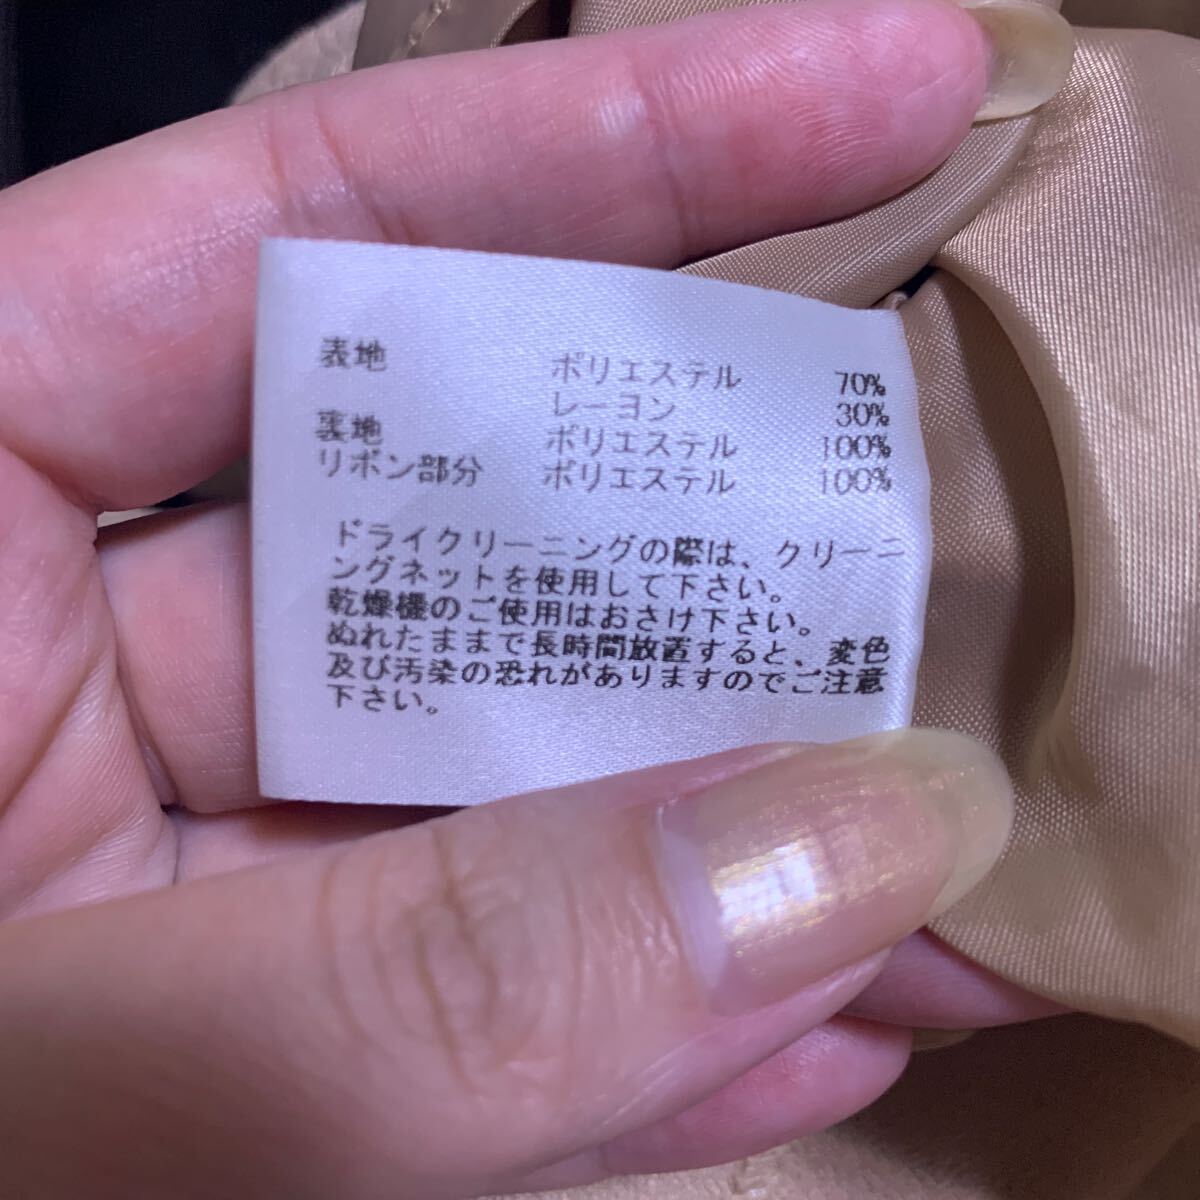 表地 ポリエステル 70%
レーヨン 30%
裏地 ポリエステル 100%
リボン部分 ポリエステル 100%
ドライクリーニングの際は、クリーニ
ングネットを使用して下さい。
乾燥機のご使用はおさけ下さい。
ぬれたままで長時間放置すると、変色
及び汚染の恐れがありますのでご注意
下さい。